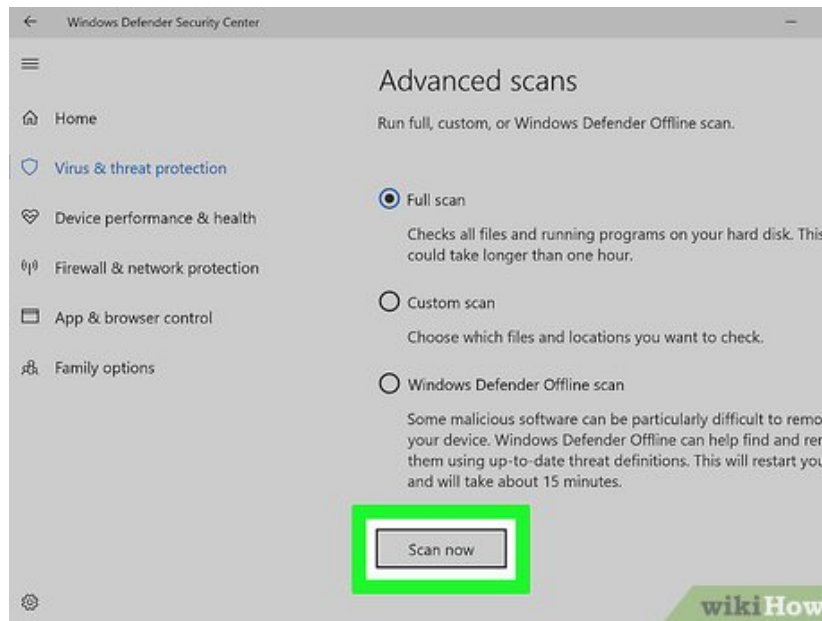 Windows Defender Security Center
Advanced scans
Run full, custom, or Windows Defender Offline scan.
Home
Virus & threat protection
Device performance & health
Firewall & network protection
App & browser control
Family options
Full scan
Checks all files and running programs on your hard disk. This
could take longer than one hour.
Custom scan
Choose which files and locations you want to check.
Windows Defender Offline scan
Some malicious software can be particularly difficult to remo
your device. Windows Defender Offline can help find and rem
them using up-to-date threat definitions. This will restart you
and will take about 15 minutes.
Scan now
wikiHow